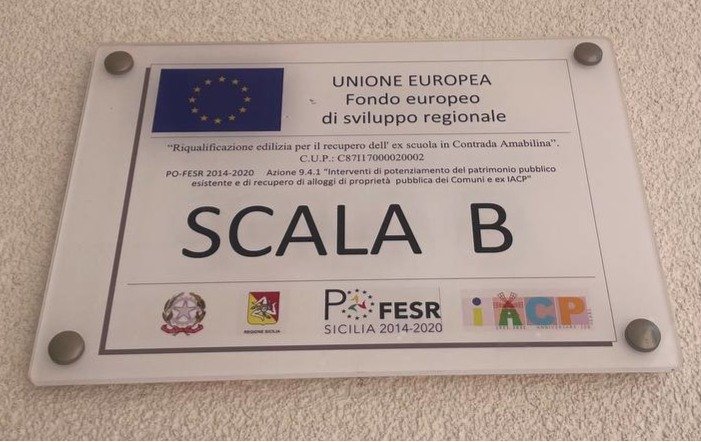 UNIONE EUROPEA
Fondo europeo
di sviluppo regionale
"Riqualificazione edilizia per il recupero dell' ex scuola in Contrada Amabilina".
C.U.P.: C87I17000020002
PO-FESR 2014-2020 Azione 9.4.1 "Interventi di potenziamento del patrimonio pubblico
esistente e di recupero di alloggi di proprietà pubblica dei Comuni e ex IACP"
SCALA B
REGIONE SICILIA
PO FESR
SICILIA 2014-2020
iACP